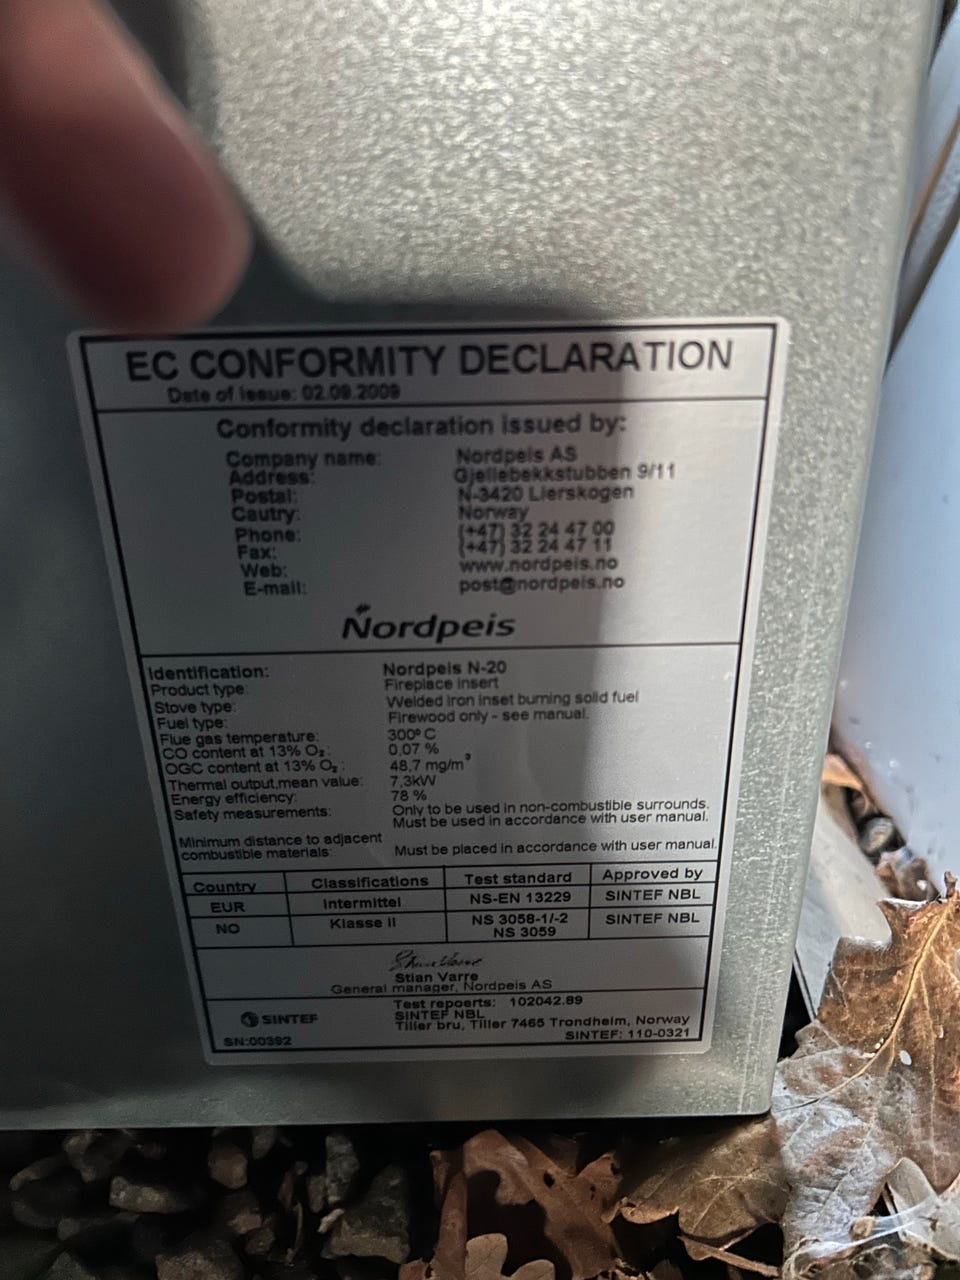 EC CONFORMITY DECLARATION
Date of issue: 02.09.2009
Conformity declaration issued by:
Company name: Nordpeis AS
Address: Gjellebekkstubben 9/11
Postal: N-3420 Lierskogen
Cautry: Norway
Phone: (+47) 32 24 47 00
Fax: (+47) 32 24 47 11
Web: www.nordpeis.no
E-mail: post@nordpeis.no
Nordpeis
Identification: Nordpeis N-20
Product type: Fireplace insert
Stove type: Welded iron inset burning solid fuel
Fuel type: Firewood only - see manual.
Flue gas temperature: 300º C
CO content at 13% O₂: 0,07 %
OGC content at 13% O₂: 48,7 mg/m³
Thermal output,mean value: 7,3kW
Energy efficiency: 78 %
Safety measurements: Only to be used in non-combustible surrounds.
Must be used in accordance with user manual.
Minimum distance to adjacent
combustible materials: Must be placed in accordance with user manual.
Country Classifications Test standard Approved by
EUR Intermittel NS-EN 13229 SINTEF NBL
NO Klasse II NS 3058-1/-2 SINTEF NBL
NS 3059
Stian Varre
General manager, Nordpeis AS
Test repoerts: 102042.89
SINTEF SINTEF NBL
Tiller bru, Tiller 7465 Trondheim, Norway
SN:00392 SINTEF: 110-0321